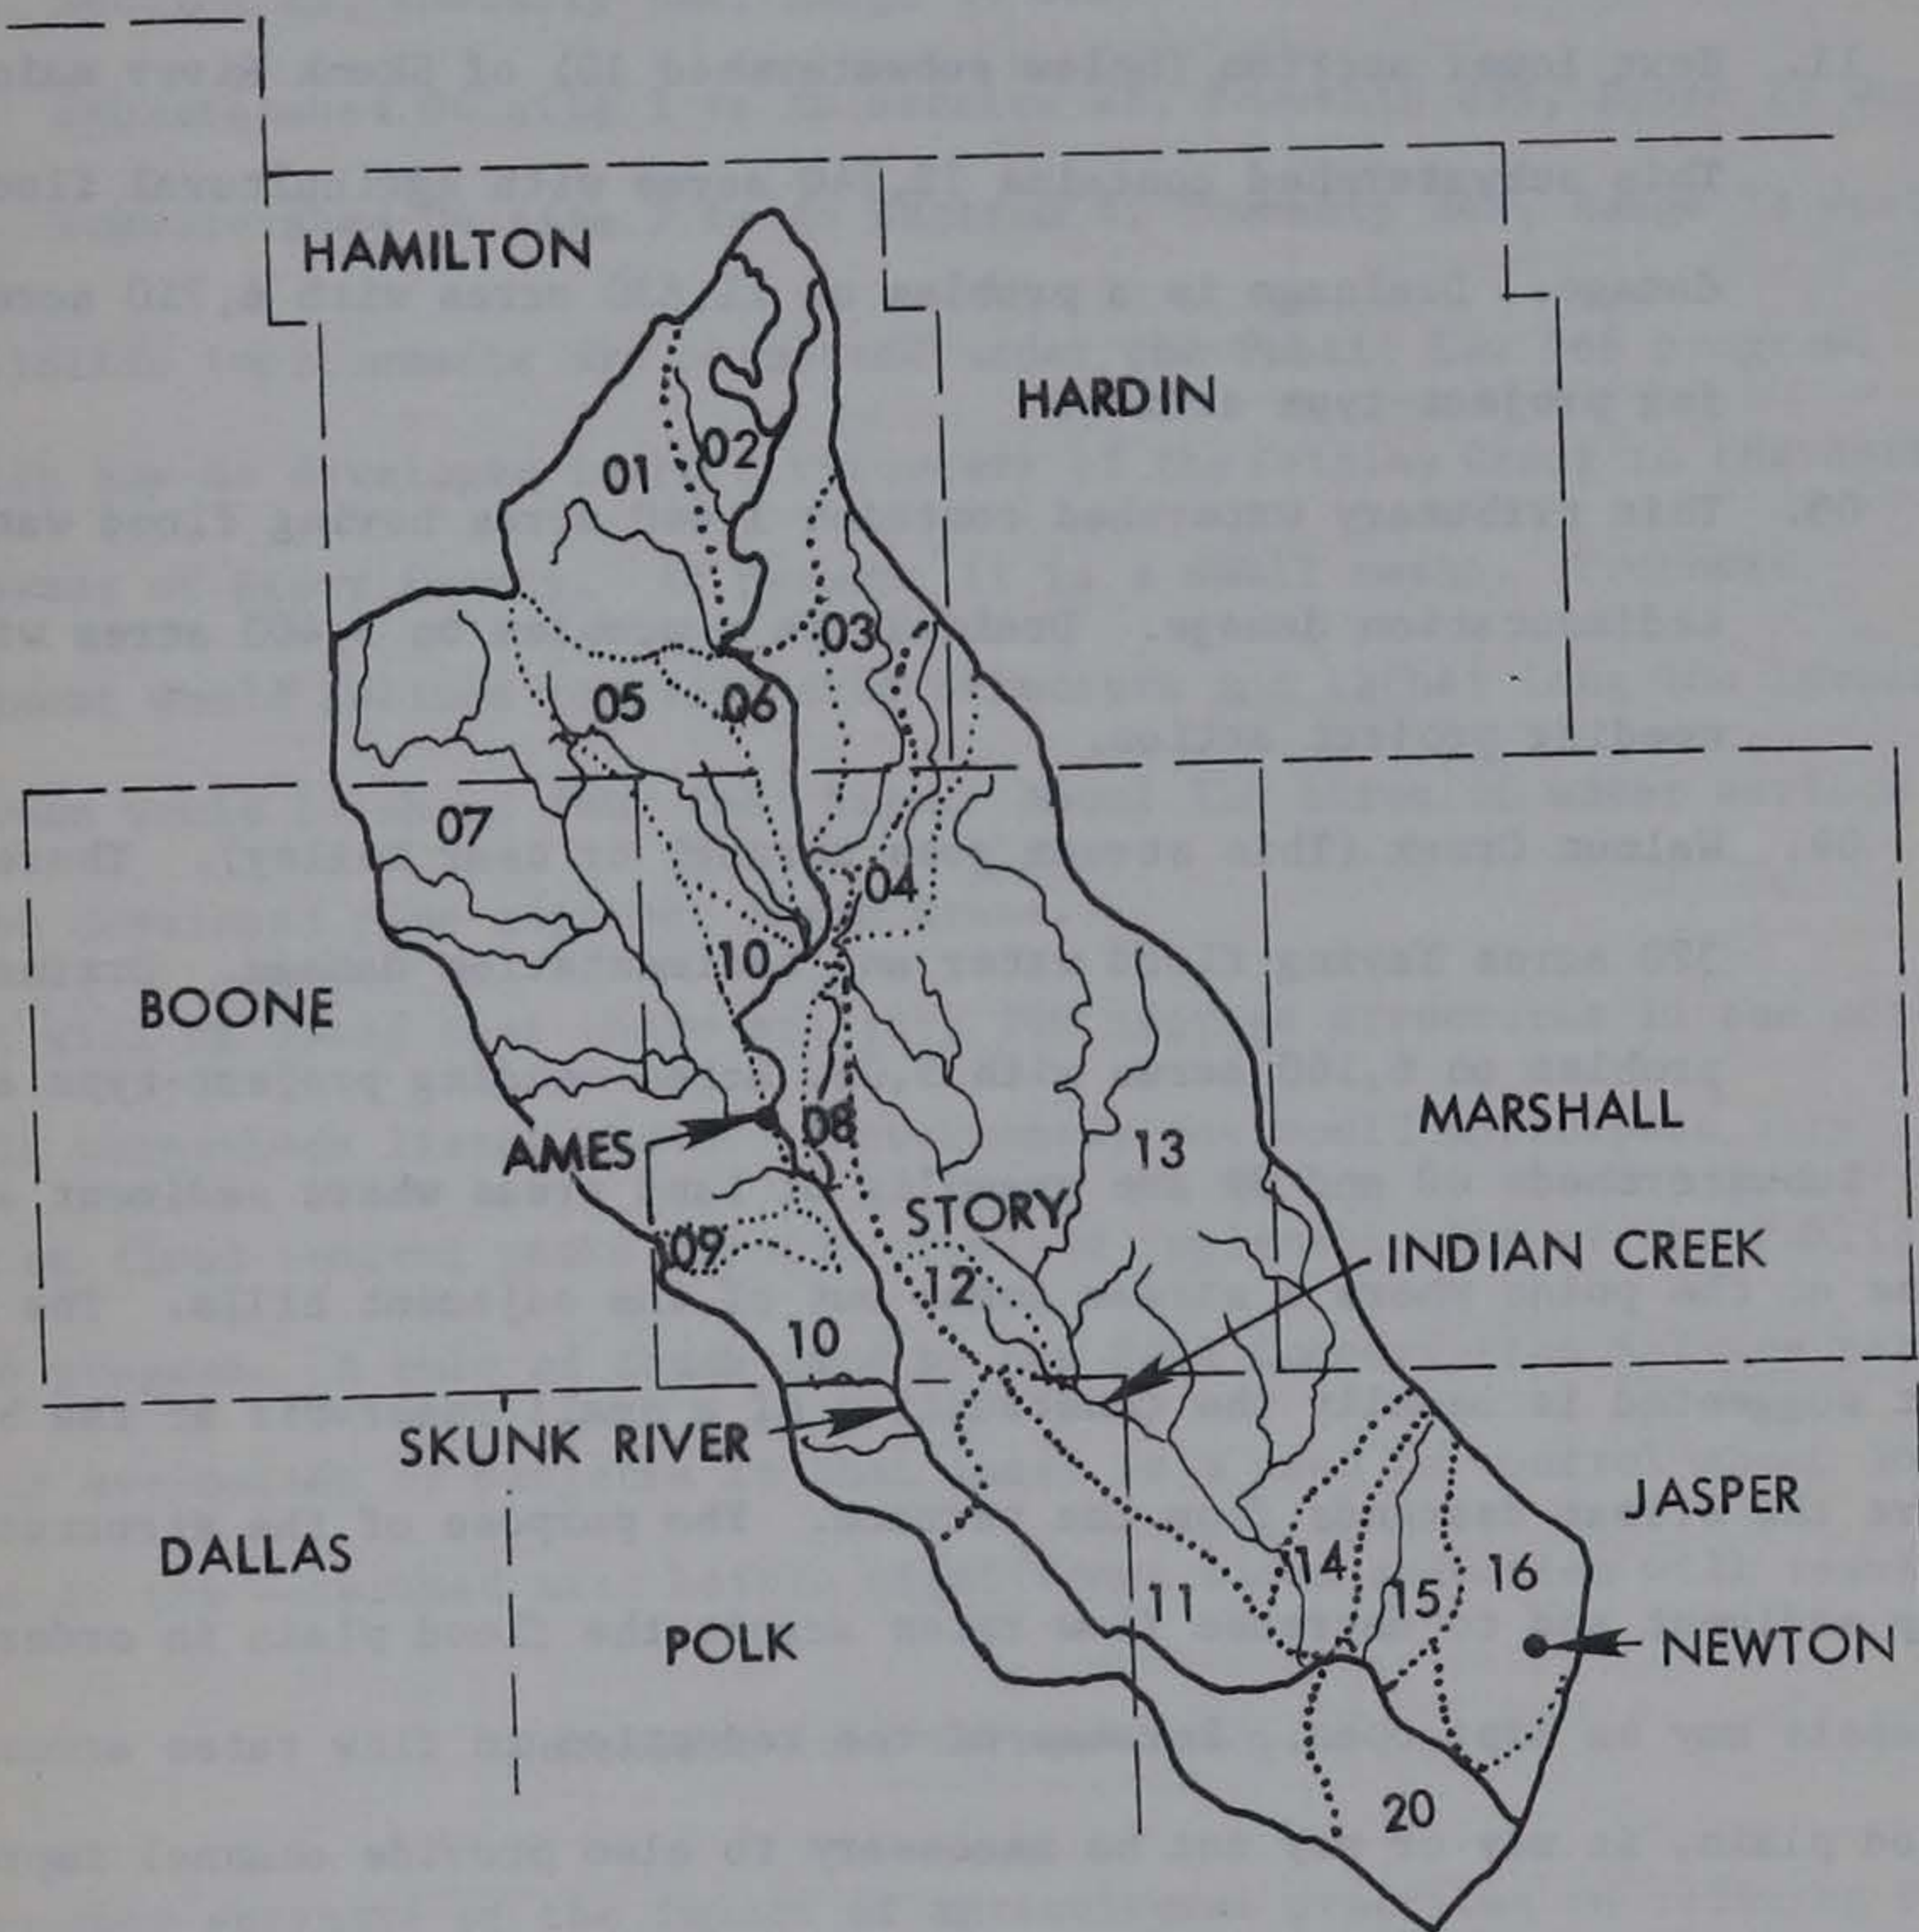 HAMILTON
HARDIN
02
01
03
05
06
07
04
10
BOONE
MARSHALL
AMES
08
13
STORY
09
INDIAN CREEK
12
10
SKUNK RIVER
JASPER
DALLAS
14
16
15
11
POLK
NEWTON
20